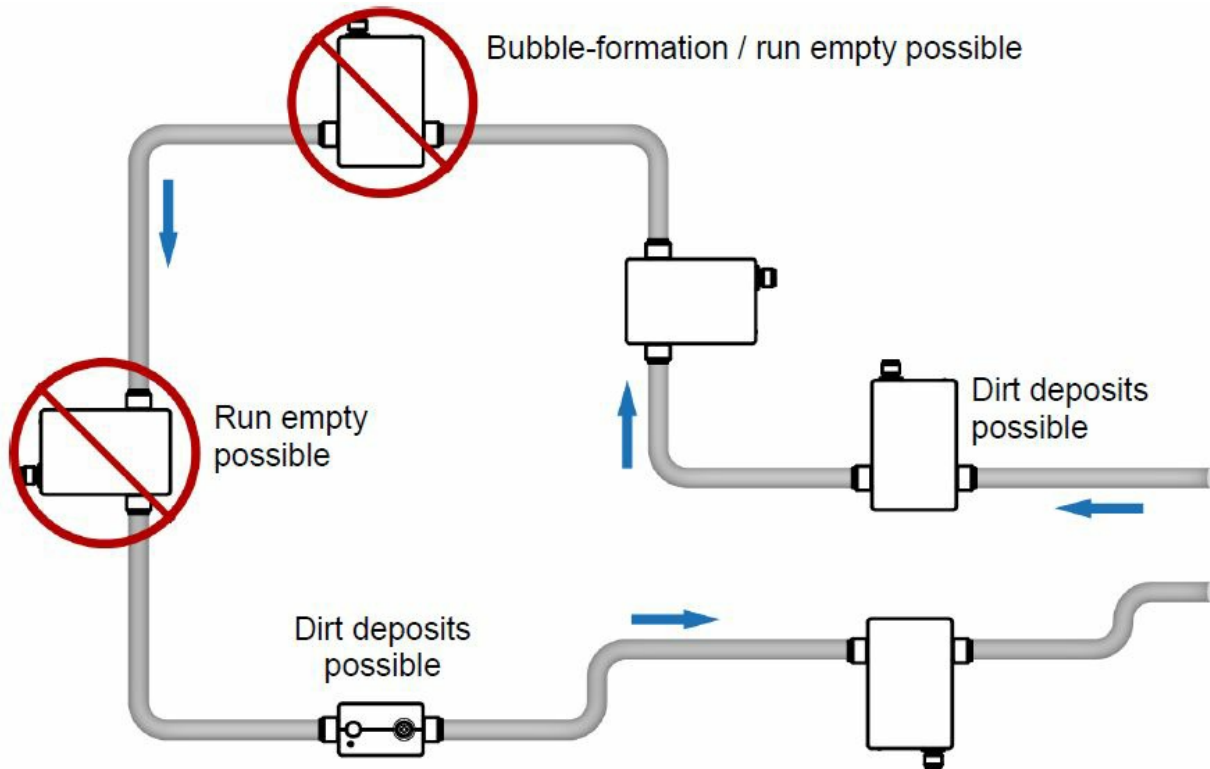 Bubble-formation / run empty possible
Dirt deposits
possible
Run empty
possible
Dirt deposits
possible